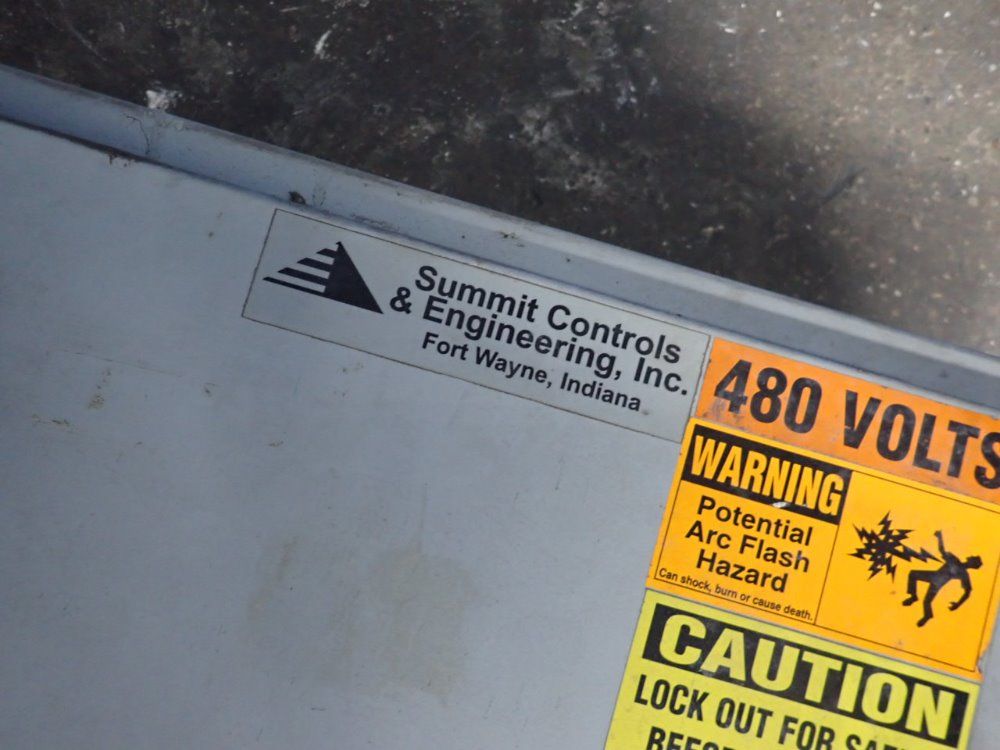 Summit Controls
& Engineering, Inc.
Fort Wayne, Indiana
480 VOLTS
WARNING
Potential
Arc Flash
Hazard
Can shock, burn or cause death.
CAUTION
LOCK OUT FOR